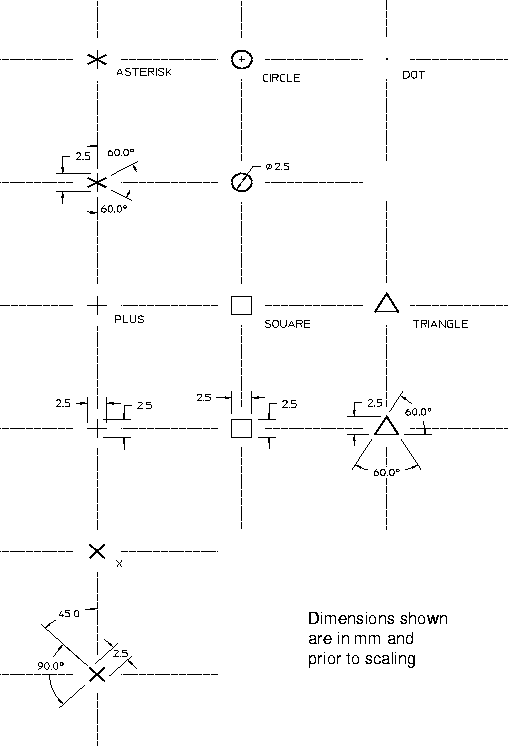 ASTERISK
CIRCLE
DOT
2.5
60.0°
60.0°
⌀2.5
PLUS
SQUARE
TRIANGLE
2.5
2.5
2.5
2.5
2.5
60.0°
60.0°
X
45.0
90.0°
2.5
Dimensions shown
are in mm and
prior to scaling